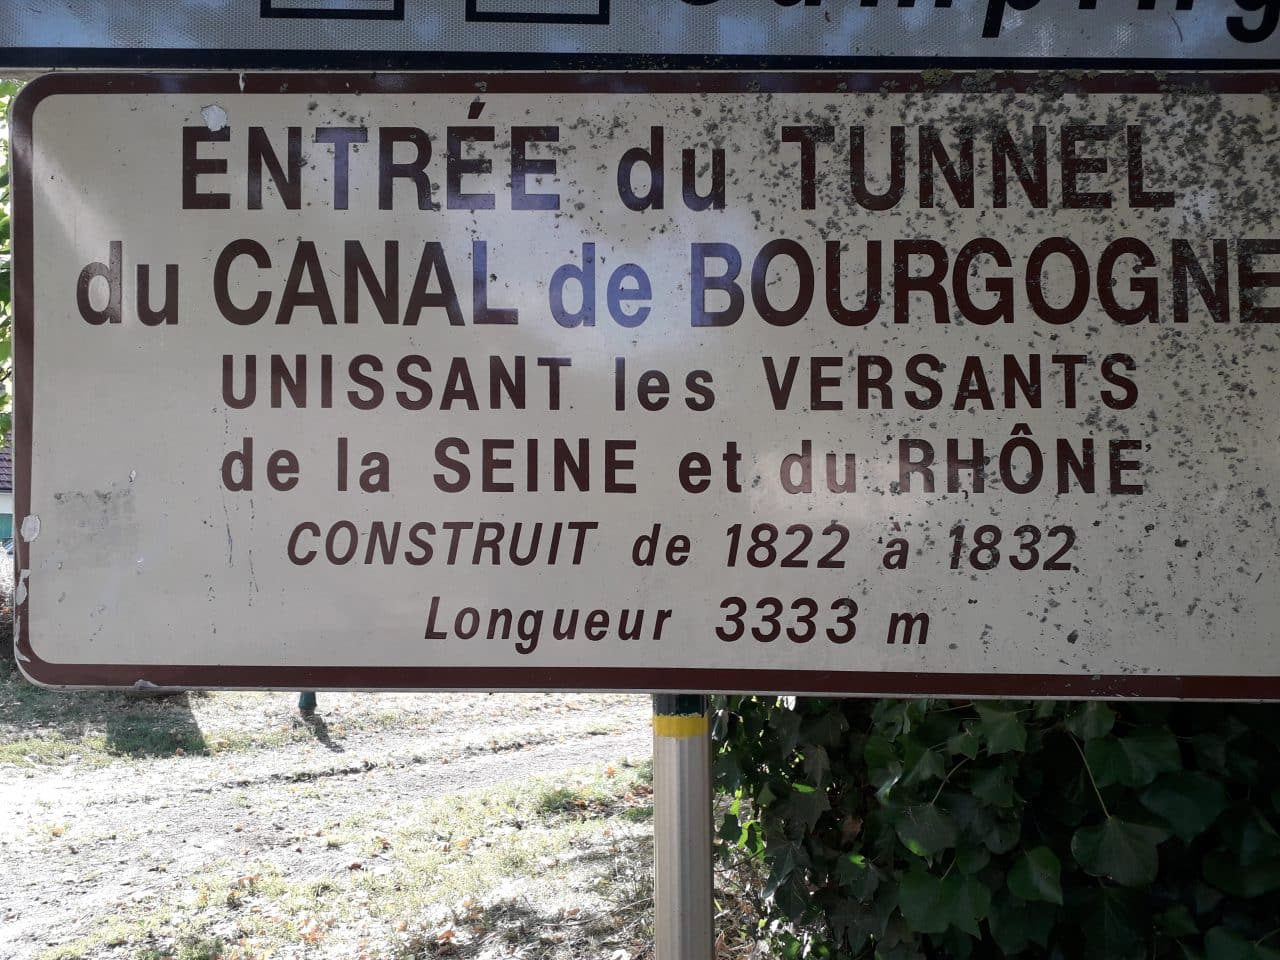 Camping
ENTRÉE du TUNNEL
du CANAL de BOURGOGNE
UNISSANT les VERSANTS
de la SEINE et du RHÔNE
CONSTRUIT de 1822 à 1832
Longueur 3333 m